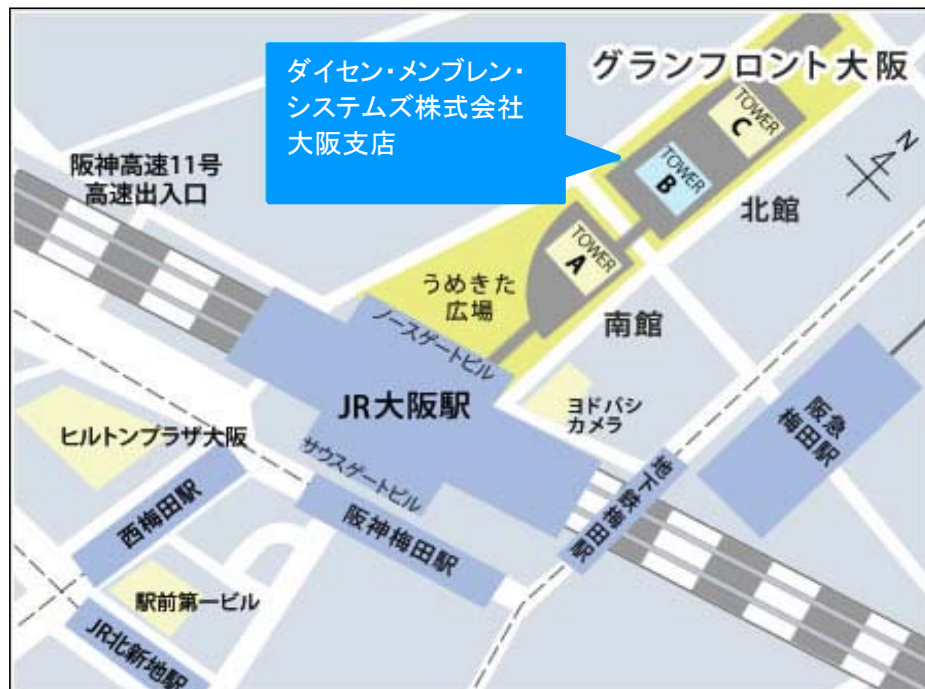 ダイセン・メンブレン・
システムズ株式会社
大阪支店
グランフロント大阪
TOWER
C
TOWER
B
N
阪神高速11号
高速出入口
北館
TOWER
A
うめきた
広場
南館
ノースゲートビル
JR大阪駅
ヨドバシ
カメラ
阪急
梅田駅
ヒルトンプラザ大阪
サウスゲートビル
地下鉄梅田駅
西梅田駅
阪神梅田駅
駅前第一ビル
JR北新地駅